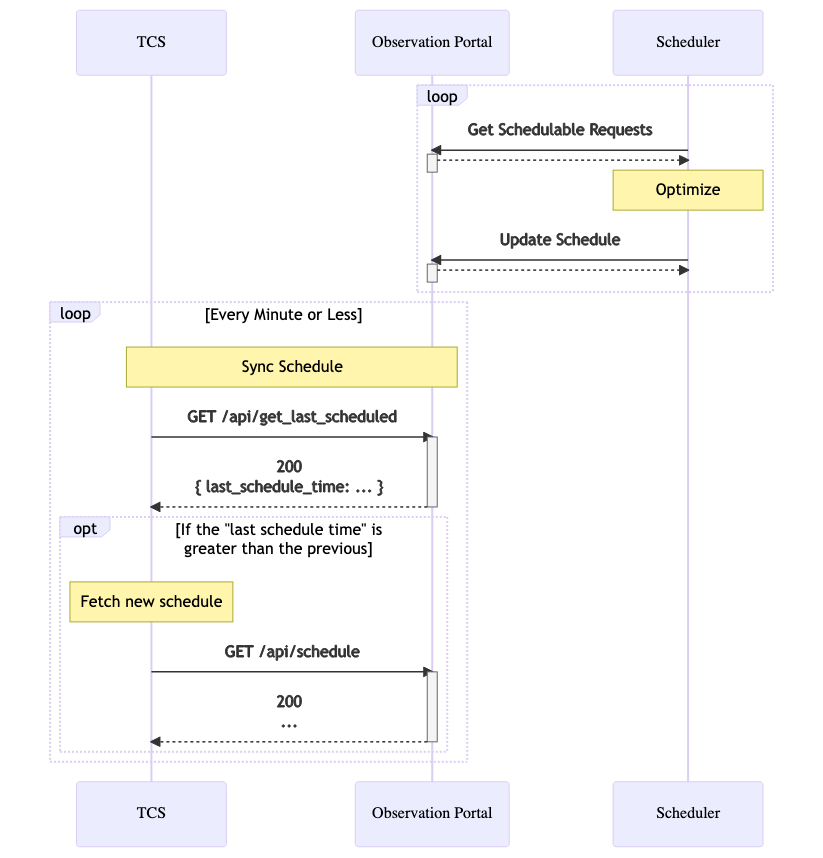 TCS
Observation Portal
Scheduler
loop
Get Schedulable Requests
Optimize
Update Schedule
loop
[Every Minute or Less]
Sync Schedule
GET /api/get_last_scheduled
200
{ last_schedule_time: ... }
opt
[If the "last schedule time" is
greater than the previous]
Fetch new schedule
GET /api/schedule
200
...
TCS
Observation Portal
Scheduler